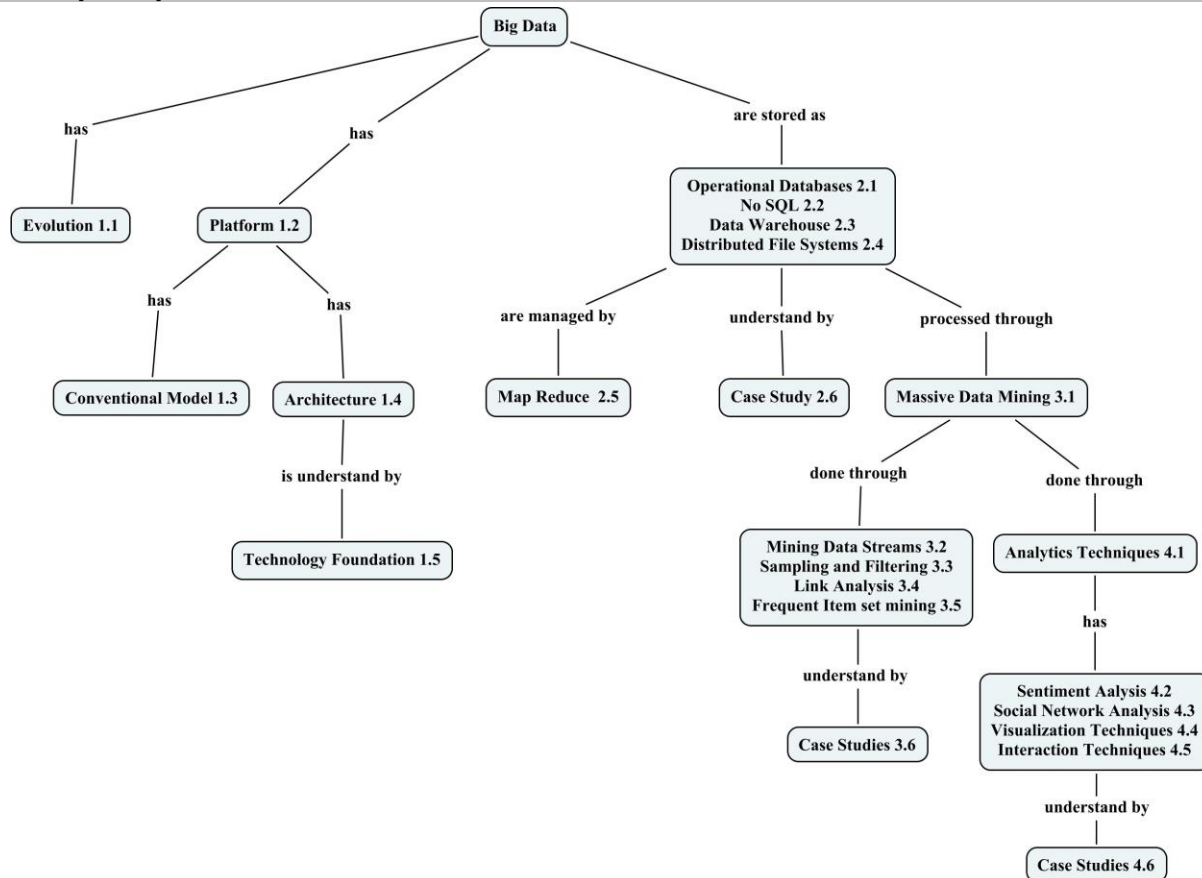 Big Data
has
has
are stored as
Evolution 1.1
Platform 1.2
Operational Databases 2.1
No SQL 2.2
Data Warehouse 2.3
Distributed File Systems 2.4
has
has
are managed by
understand by
processed through
Conventional Model 1.3
Architecture 1.4
Map Reduce 2.5
Case Study 2.6
Massive Data Mining 3.1
is understand by
done through
done through
Technology Foundation 1.5
Mining Data Streams 3.2
Sampling and Filtering 3.3
Link Analysis 3.4
Frequent Item set mining 3.5
Analytics Techniques 4.1
has
understand by
Sentiment Aalysis 4.2
Social Network Analysis 4.3
Visualization Techniques 4.4
Interaction Techniques 4.5
Case Studies 3.6
understand by
Case Studies 4.6